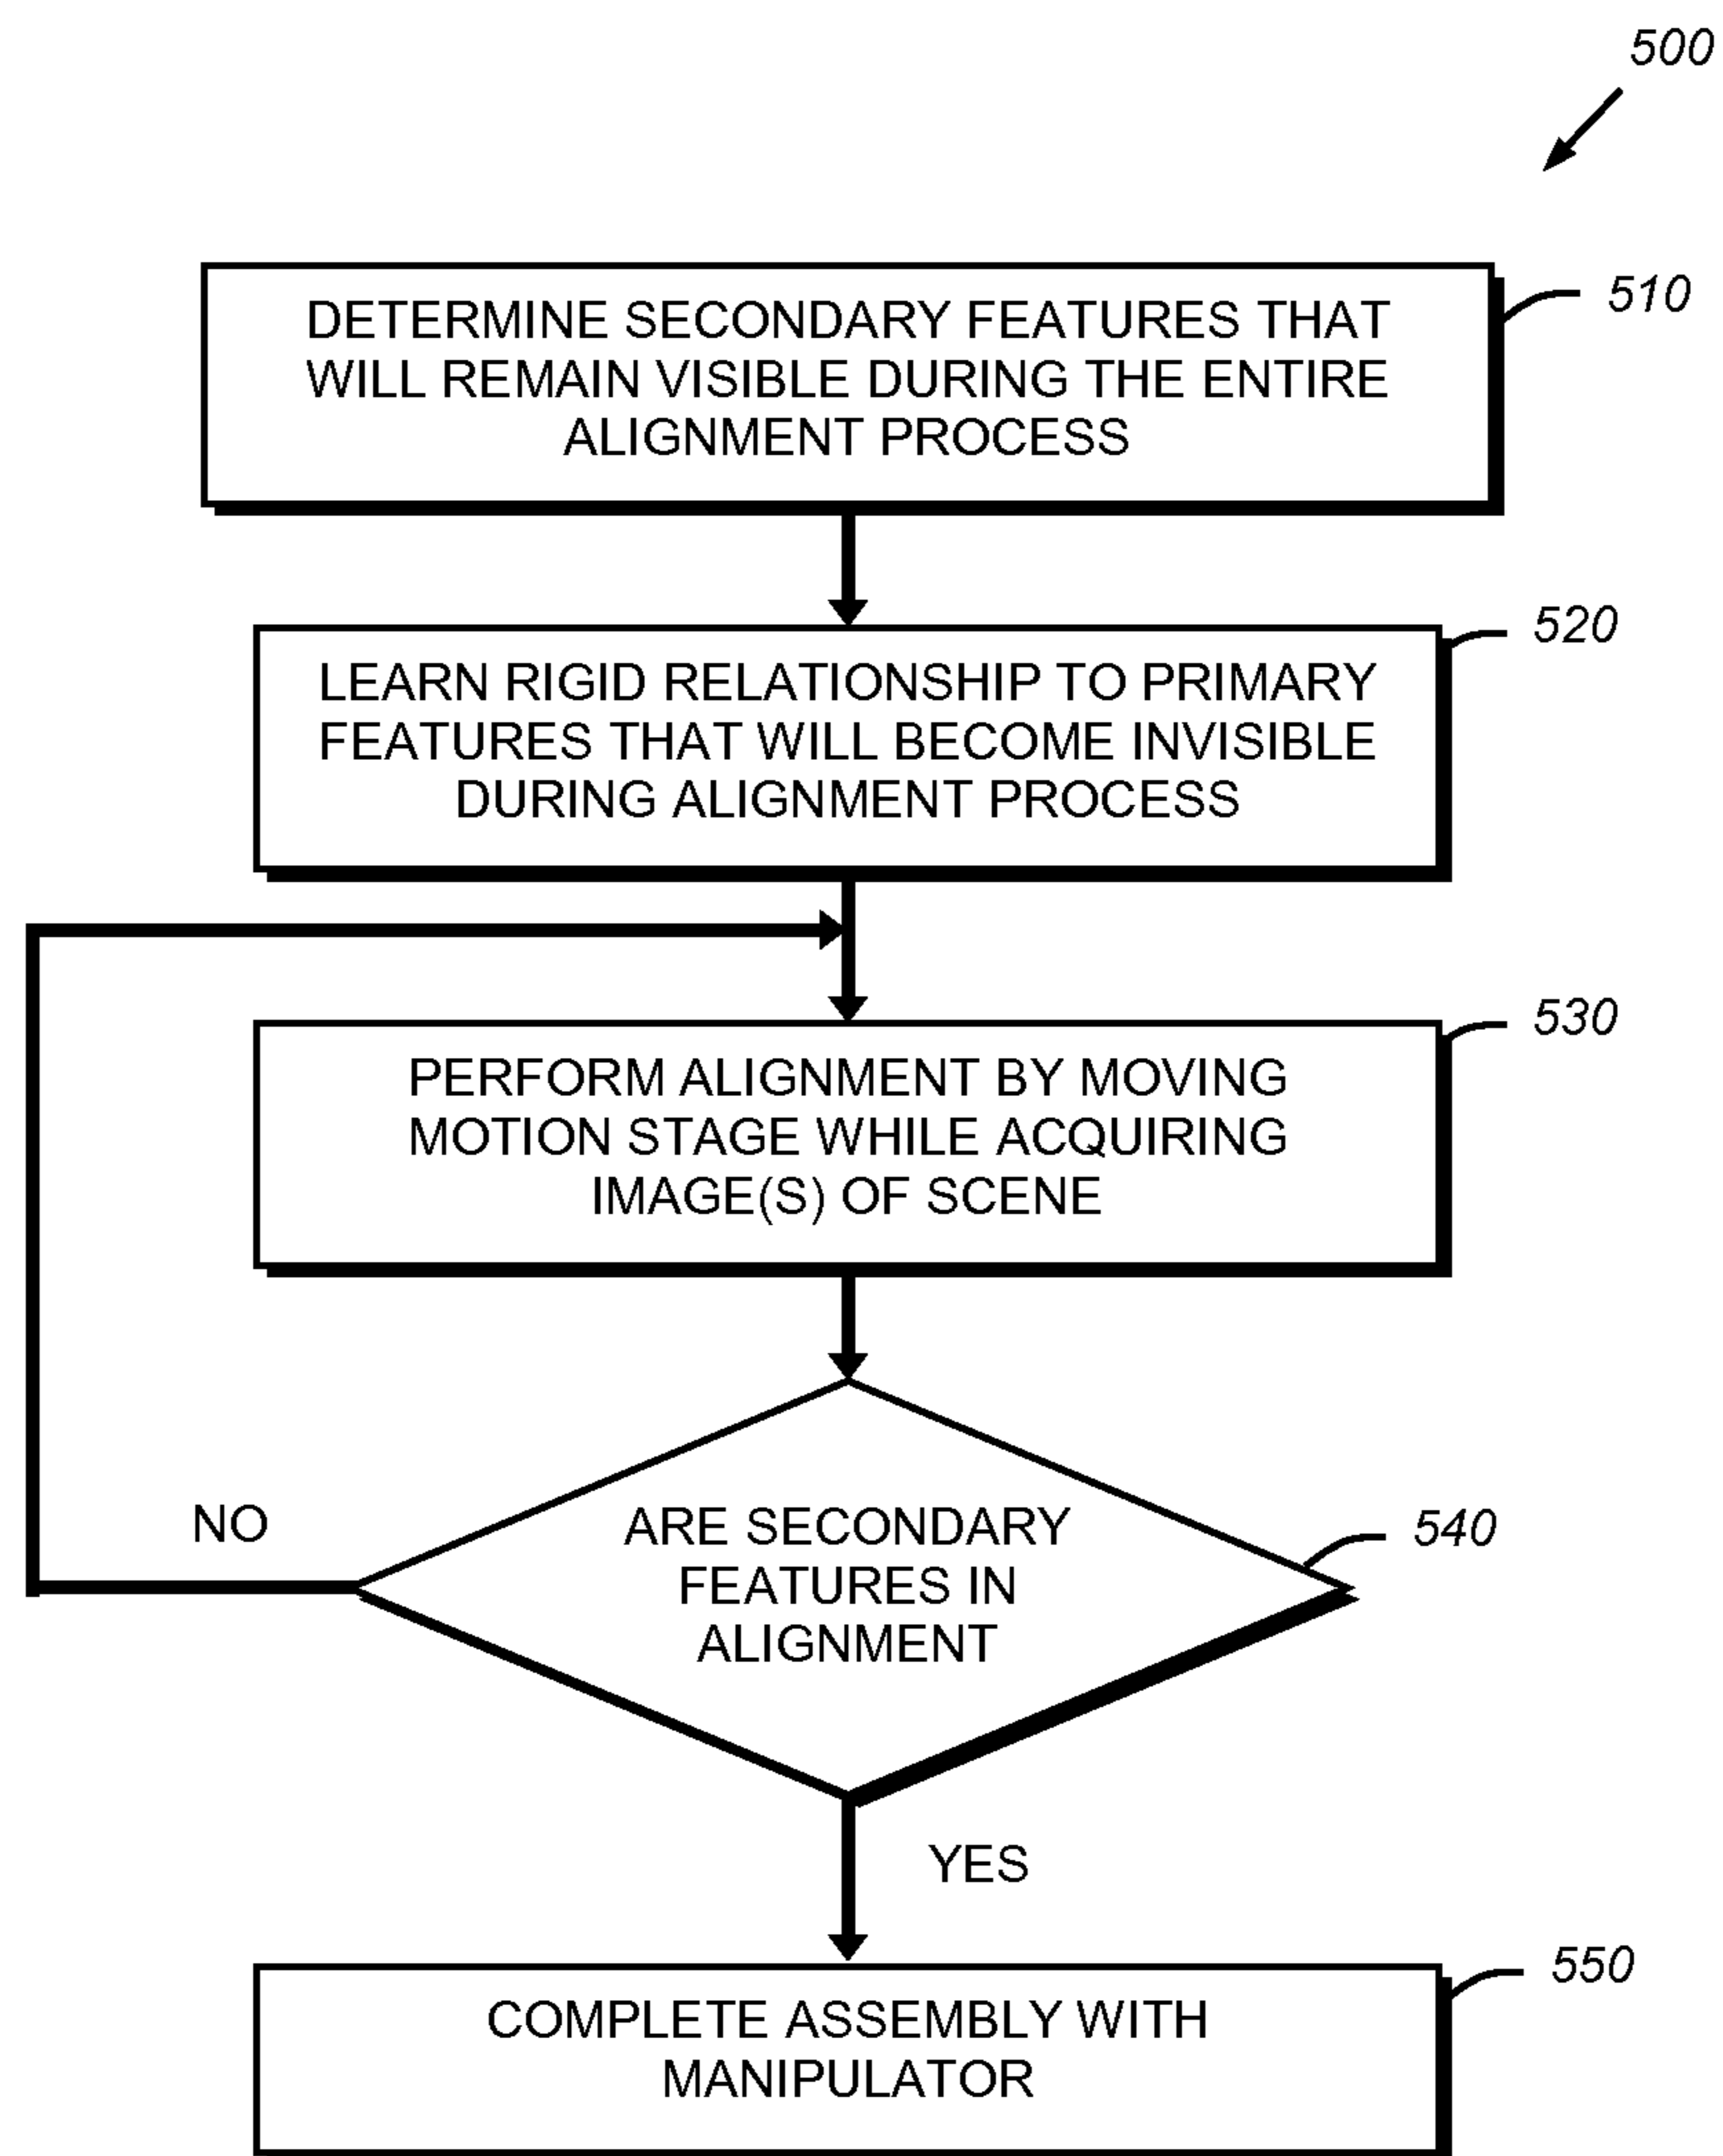 500
DETERMINE SECONDARY FEATURES THAT
WILL REMAIN VISIBLE DURING THE ENTIRE
ALIGNMENT PROCESS
510
LEARN RIGID RELATIONSHIP TO PRIMARY
FEATURES THAT WILL BECOME INVISIBLE
DURING ALIGNMENT PROCESS
520
PERFORM ALIGNMENT BY MOVING
MOTION STAGE WHILE ACQUIRING
IMAGE(S) OF SCENE
530
ARE SECONDARY
FEATURES IN
ALIGNMENT
540
NO
YES
COMPLETE ASSEMBLY WITH
MANIPULATOR
550